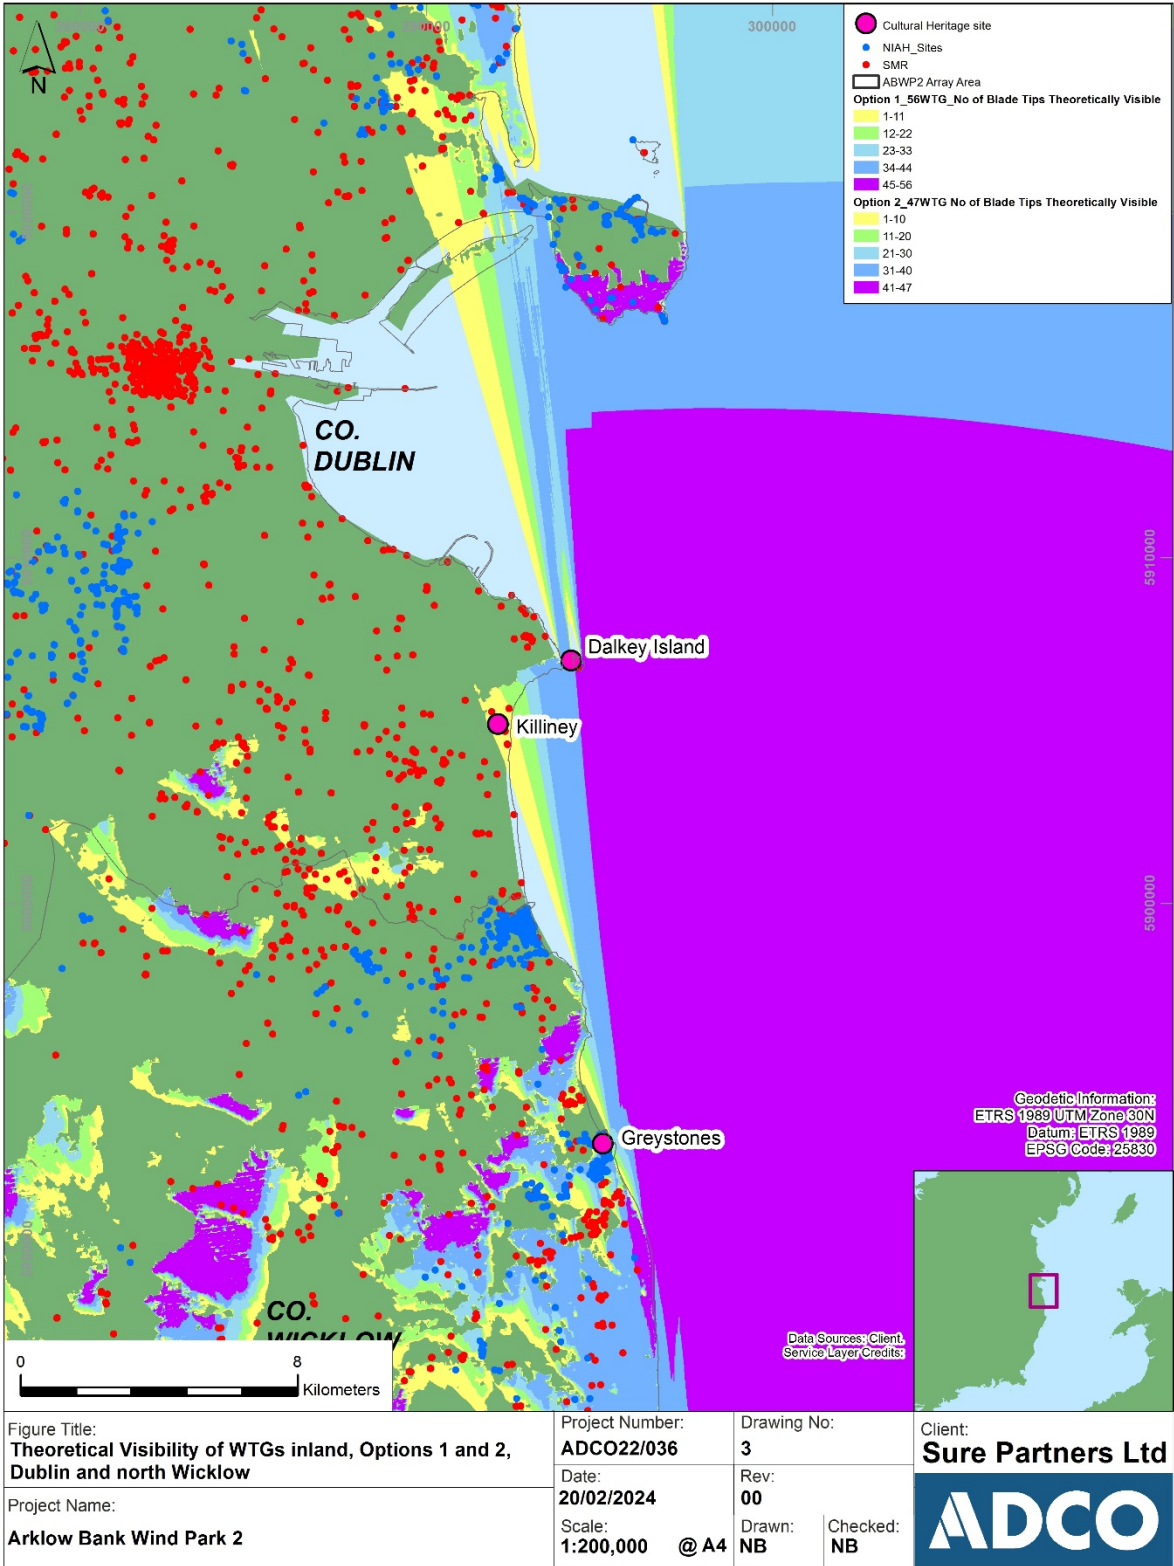 300000
Cultural Heritage site
NIAH_Sites
SMR
ABWP2 Array Area
Option 1_56WTG_No of Blade Tips Theoretically Visible
1-11
12-22
23-33
34-44
45-56
Option 2_47WTG No of Blade Tips Theoretically Visible
1-10
11-20
21-30
31-40
41-47
N
CO.
DUBLIN
5910000
Dalkey Island
Killiney
5900000
Greystones
Geodetic Information:
ETRS 1989 UTM Zone 30N
Datum: ETRS 1989
EPSG Code: 25830
CO.
WICKLOW
Data Sources: Client.
Service Layer Credits:
0 8
Kilometers
Figure Title:
Theoretical Visibility of WTGs inland, Options 1 and 2,
Dublin and north Wicklow
Project Name:
Arklow Bank Wind Park 2
Project Number:
ADCO22/036
Drawing No:
3
Date:
20/02/2024
Rev:
00
Scale:
1:200,000 @ A4
Drawn:
NB
Checked:
NB
Client:
Sure Partners Ltd
ADCO